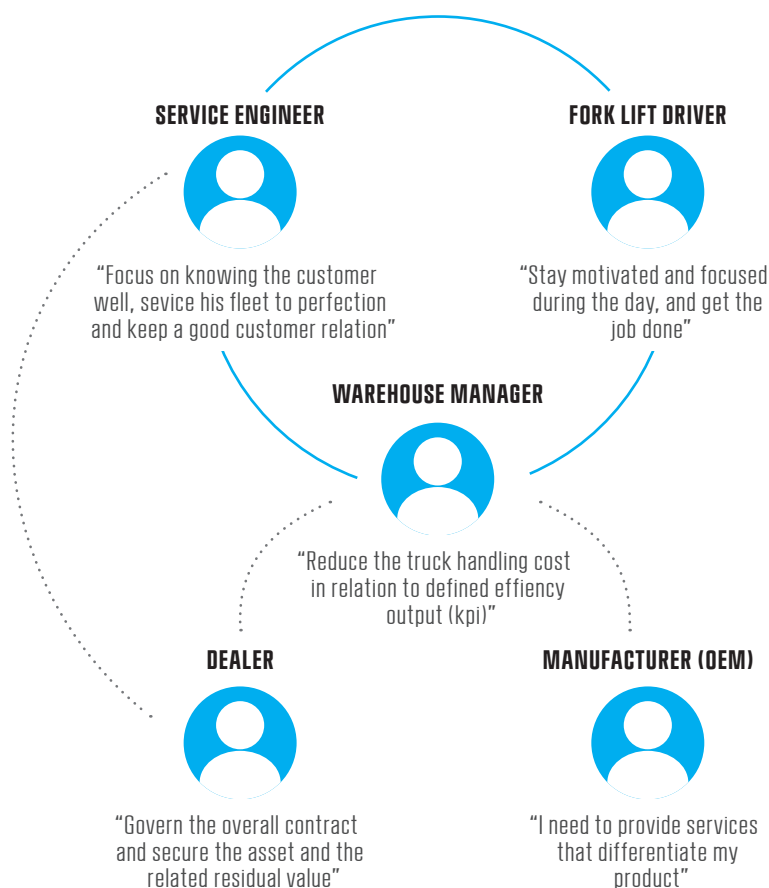 SERVICE ENGINEER
“Focus on knowing the customer
well, sevice his fleet to perfection
and keep a good customer relation”
FORK LIFT DRIVER
“Stay motivated and focused
during the day, and get the
job done”
WAREHOUSE MANAGER
“Reduce the truck handling cost
in relation to defined effiency
output (kpi)”
DEALER
“Govern the overall contract
and secure the asset and the
related residual value”
MANUFACTURER (OEM)
“I need to provide services
that differentiate my
product”